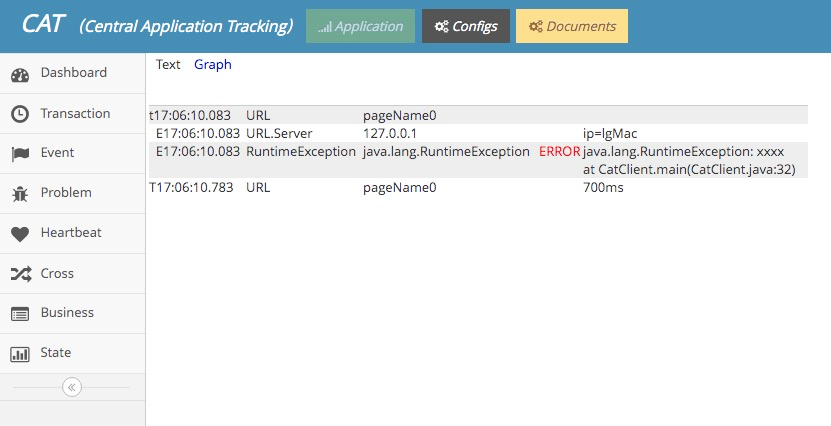 CAT (Central Application Tracking) Application Configs Documents
Text Graph
Dashboard
Transaction
Event
Problem
Heartbeat
Cross
Business
State
t17:06:10.083 URL pageName0
E17:06:10.083 URL.Server 127.0.0.1 ip=lgMac
E17:06:10.083 RuntimeException java.lang.RuntimeException ERROR java.lang.RuntimeException: xxxx
at CatClient.main(CatClient.java:32)
T17:06:10.783 URL pageName0 700ms